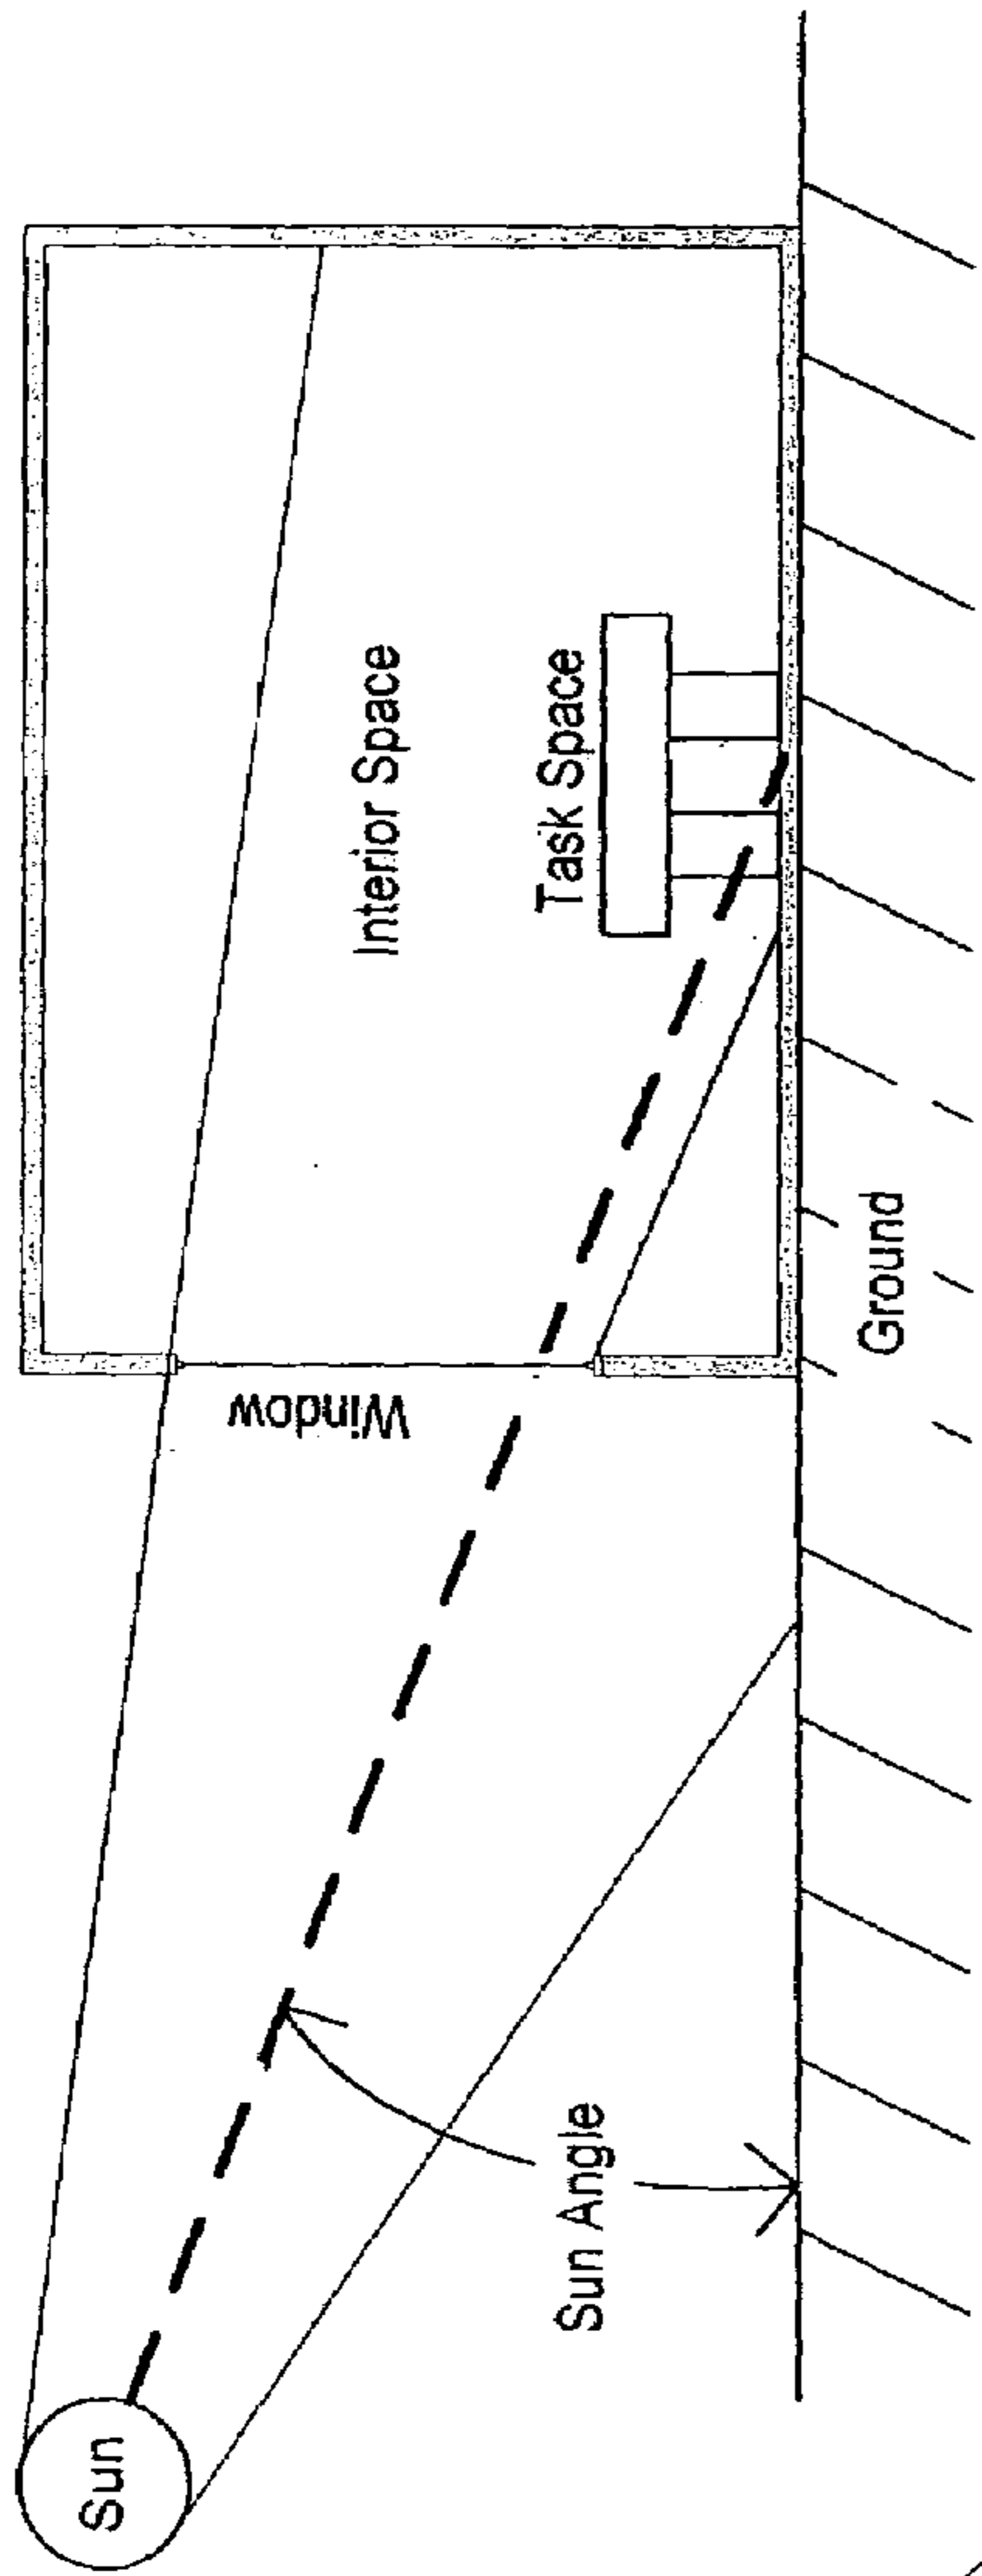 Sun
Sun Angle
Window
Interior Space
Task Space
Ground